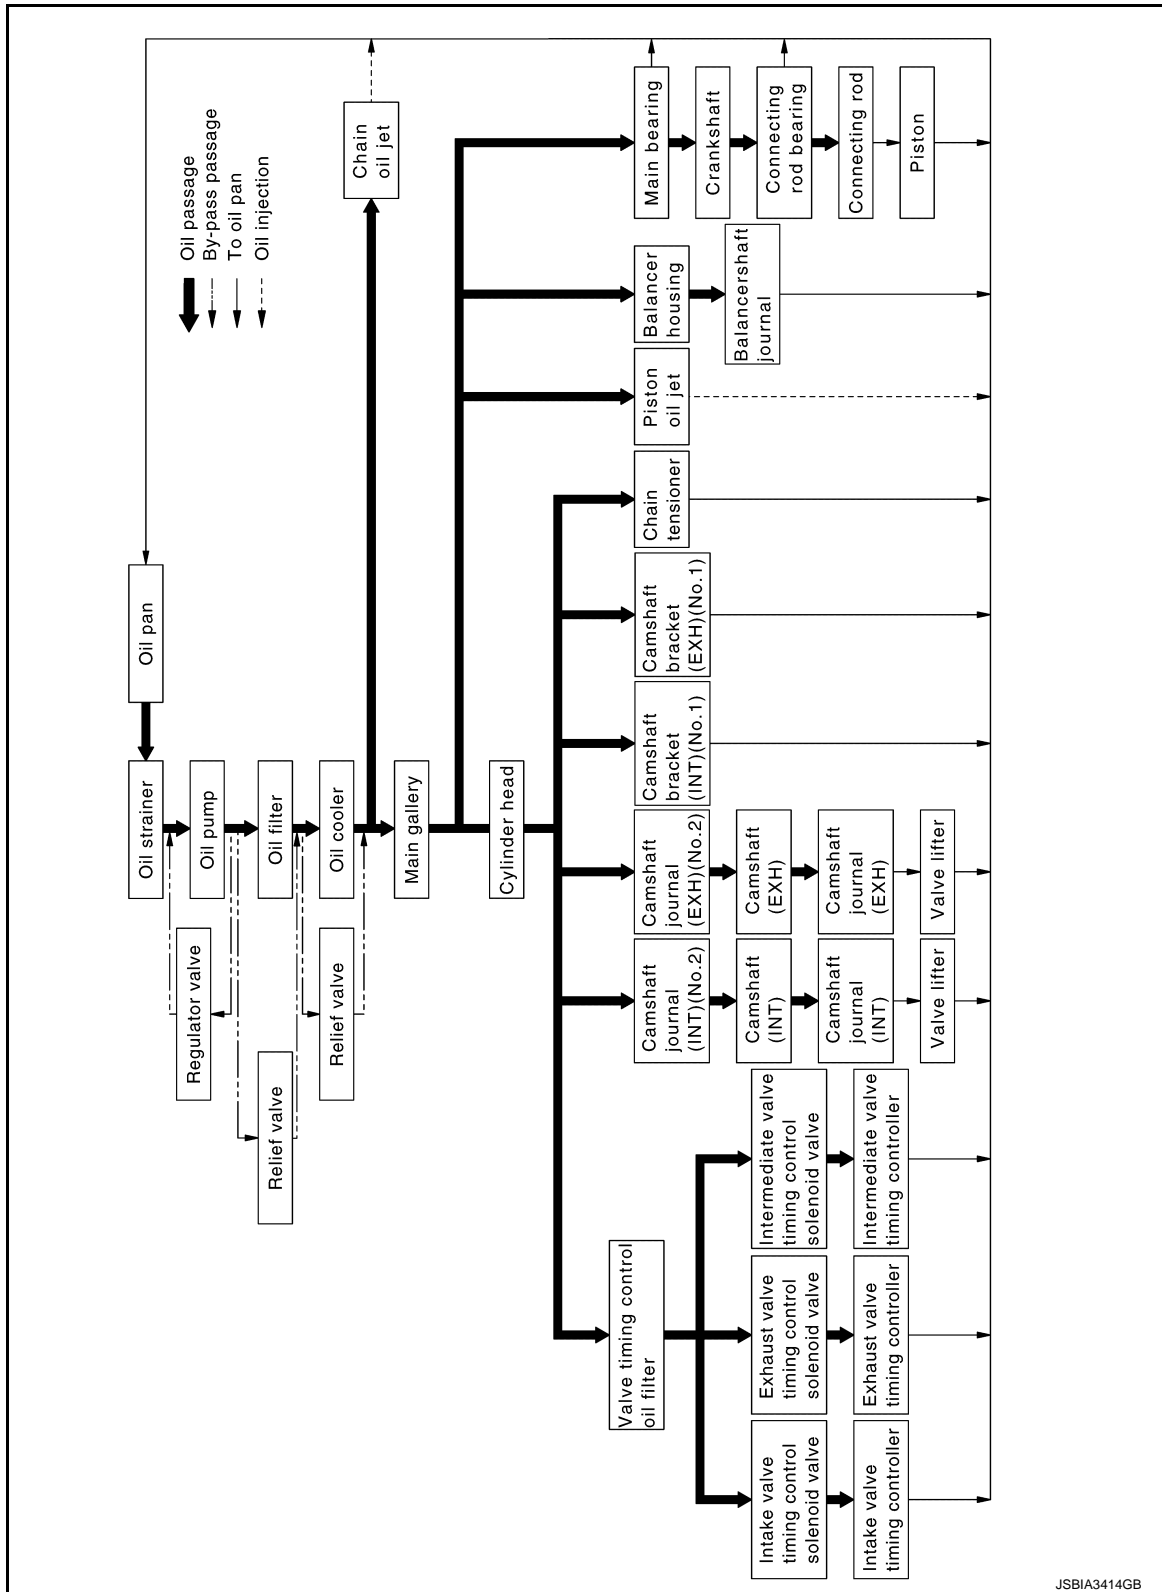 Oil passage
By-pass passage
To oil pan
Oil injection
Oil pan
Oil strainer
Oil pump
Oil filter
Oil cooler
Regulator valve
Relief valve
Relief valve
Chain
oil jet
Main gallery
Cylinder head
Valve timing control
oil filter
Intake valve
timing control
solenoid valve
Intake valve
timing controller
Exhaust valve
timing control
solenoid valve
Exhaust valve
timing controller
Intermediate valve
timing control
solenoid valve
Intermediate valve
timing controller
Camshaft
journal
(INT)(No.2)
Camshaft
(INT)
Camshaft
journal
(INT)
Valve lifter
Camshaft
journal
(EXH)(No.2)
Camshaft
(EXH)
Camshaft
journal
(EXH)
Valve lifter
Camshaft
bracket
(INT)(No.1)
Camshaft
bracket
(EXH)(No.1)
Chain
tensioner
Piston
oil jet
Balancer
housing
Balancershaft
journal
Main bearing
Crankshaft
Connecting
rod bearing
Connecting rod
Piston
JSBIA3414GB